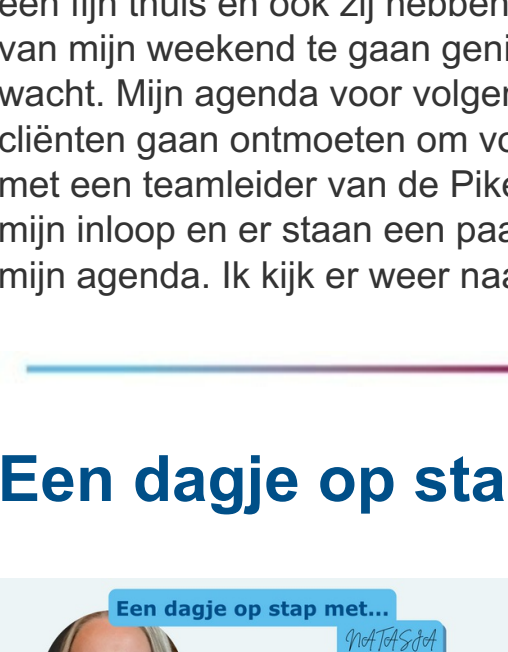 een fijn thuis en ook zij hebben
van mijn weekend te gaan geni
wacht. Mijn agenda voor volger
cliënten gaan ontmoeten om vo
met een teamleider van de Pike
mijn inloop en er staan een paa
mijn agenda. Ik kijk er weer naa
Een dagje op sta
Een dagje op stap met...
NATASJA